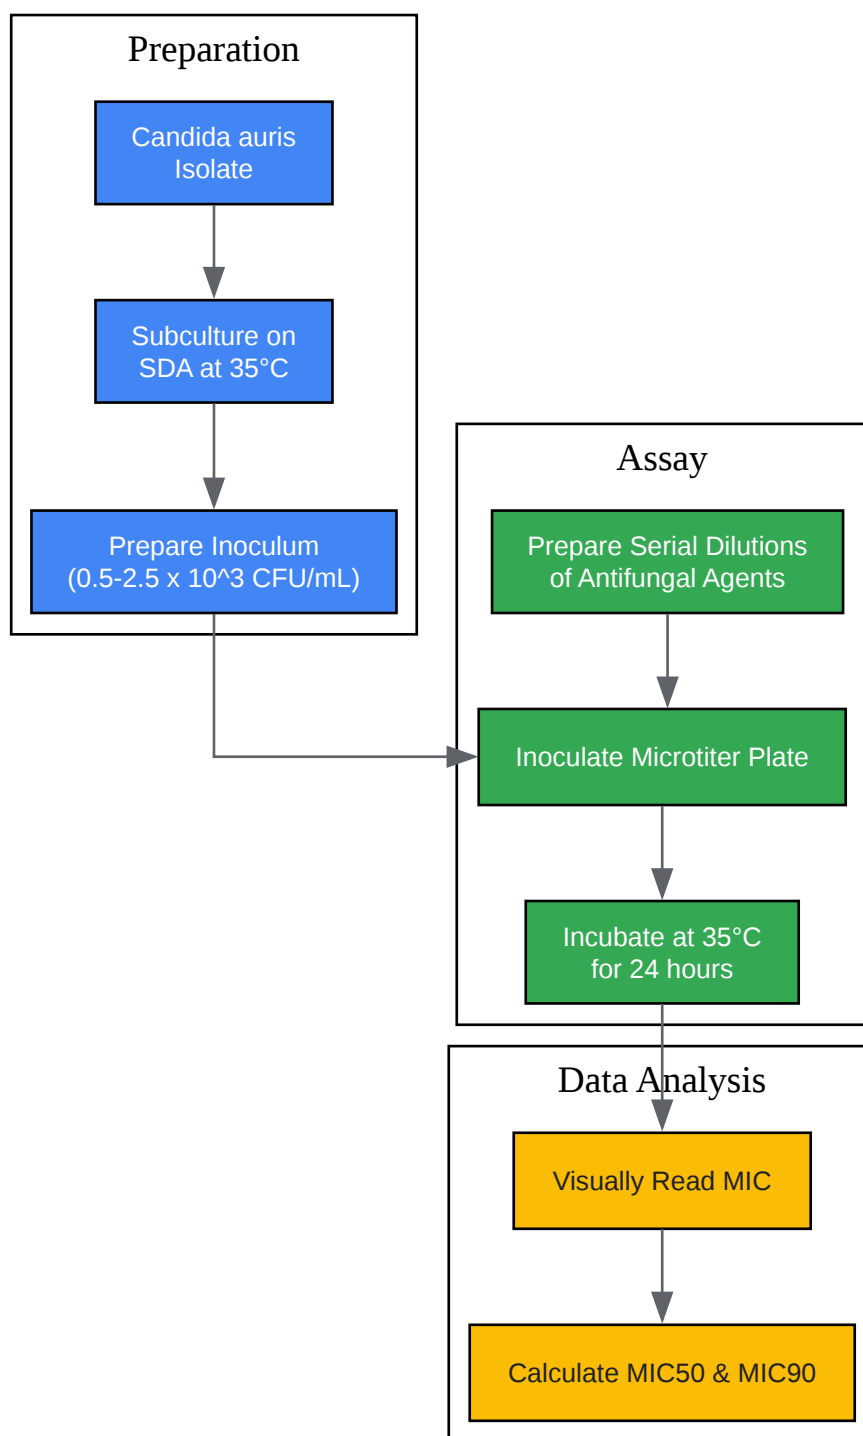 Preparation
Candida auris
Isolate
Subculture on
SDA at 35°C
Prepare Inoculum
(0.5-2.5 x 10^3 CFU/mL)
Assay
Prepare Serial Dilutions
of Antifungal Agents
Inoculate Microtiter Plate
Incubate at 35°C
for 24 hours
Data Analysis
Visually Read MIC
Calculate MIC50 & MIC90